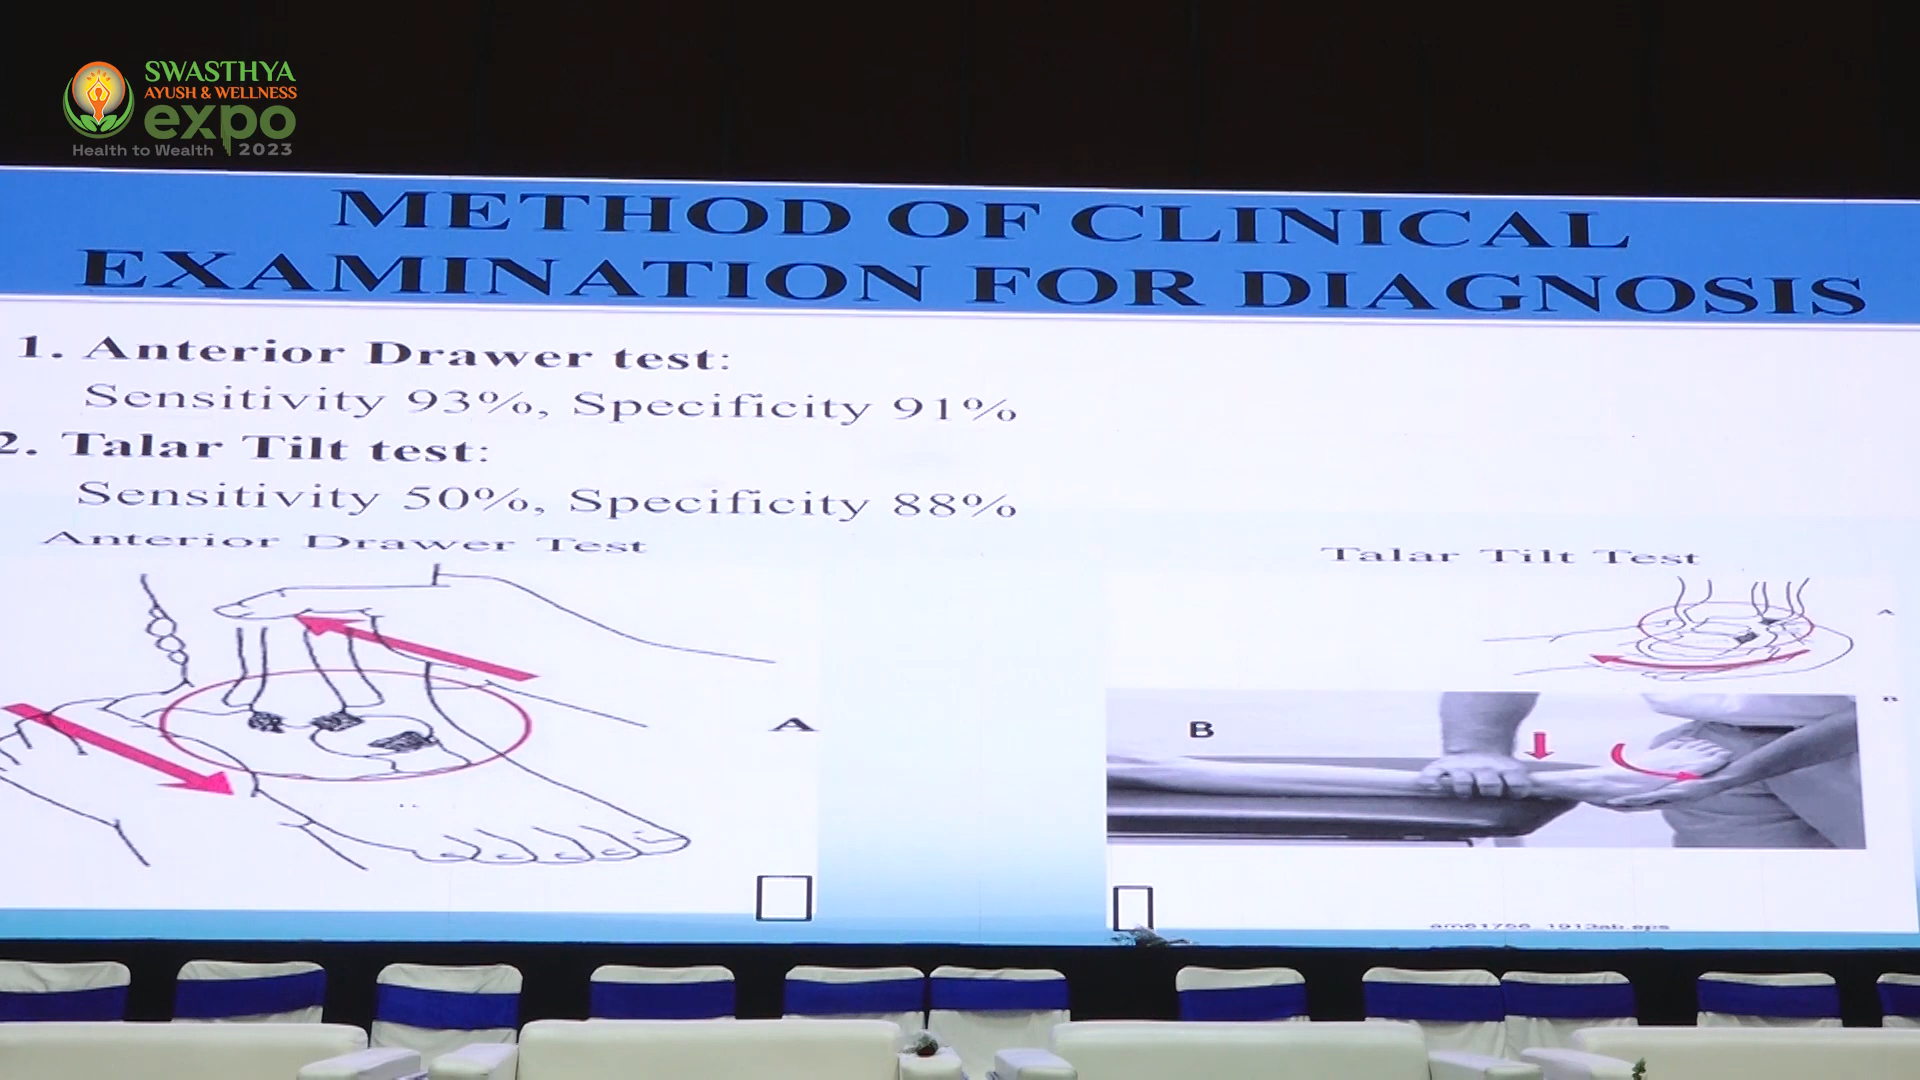 SWASTHYA
AYUSH & WELLNESS
expo
Health to Wealth 2023
METHOD OF CLINICAL
EXAMINATION FOR DIAGNOSIS
1. Anterior Drawer test:
Sensitivity 93%, Specificity 91%
2. Talar Tilt test:
Sensitivity 50%, Specificity 88%
Anterior Drawer Test
Talar Tilt Test
A
A
B
B